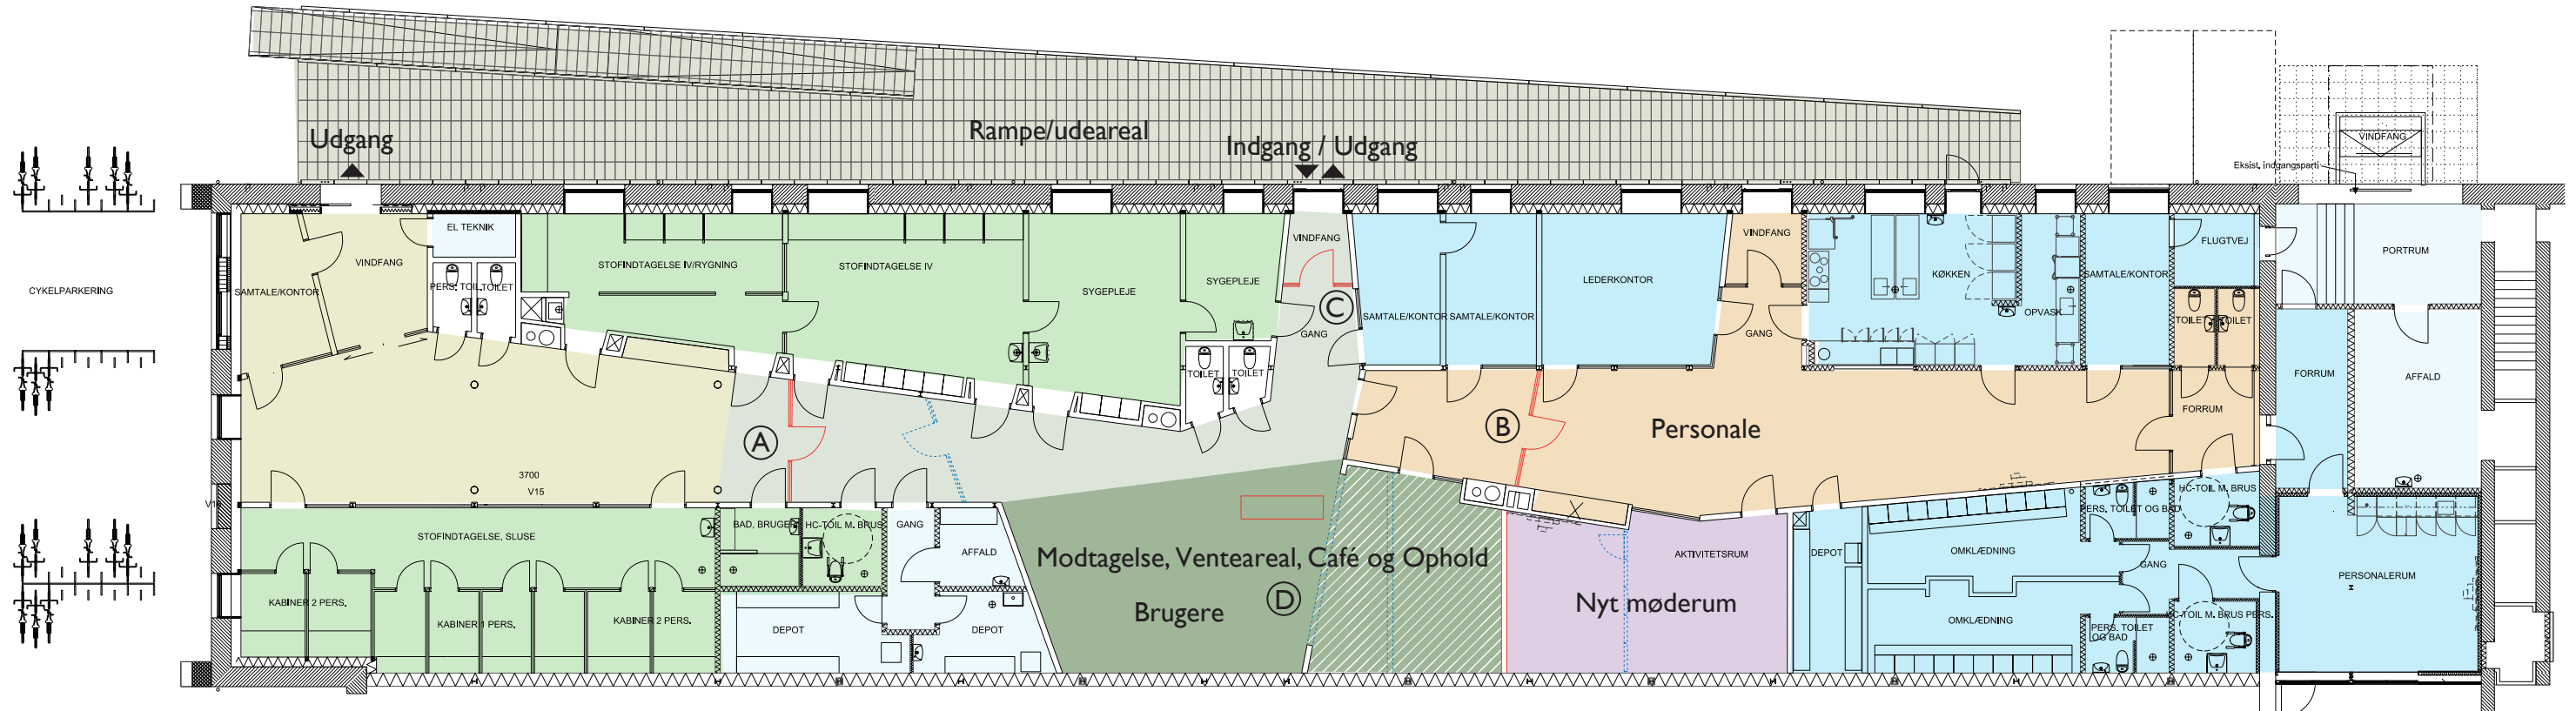 Rampe/udeareal
Udgang
Indgang / Udgang
VINDFANG
Eksist. indgangsparti
EL TEKNIK
VINDFANG
STOFINDTAGELSE IV/RYGNING
STOFINDTAGELSE IV
SYGEPLEJE
SYGEPLEJE
VINDFANG
LEDERKONTOR
VINDFANG
KØKKEN
SAMTALE/KONTOR
FLUGTVEJ
PORTRUM
CYKELPARKERING
SAMTALE/KONTOR
PERS. TOIL.
TOILET
C
GANG
SAMTALE/KONTOR
SAMTALE/KONTOR
GANG
OPVASK
TOILET
TOILET
TOILET
TOILET
FORRUM
AFFALD
FORRUM
A
B
Personale
3700
V15
STOFINDTAGELSE, SLUSE
BAD, BRUGER
HC-TOIL M. BRUS
GANG
AFFALD
Modtagelse, Venteareal, Café og Ophold
AKTIVITETSRUM
DEPOT
OMKLÆDNING
PERS. TOILET OG BAD
HC-TOIL M. BRUS
GANG
PERSONALERUM
KABINER 2 PERS.
KABINER 1 PERS.
KABINER 2 PERS.
DEPOT
DEPOT
Brugere
D
Nyt møderum
OMKLÆDNING
PERS. TOILET
OG BAD
HC-TOIL M. BRUS PERS.